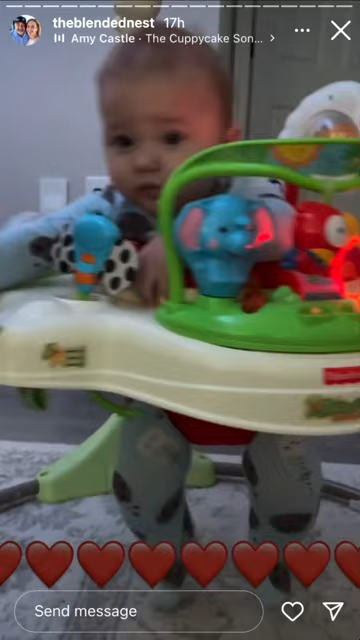 theblendednest 17h
Amy Castle · The Cuppycake Son... >
Send message